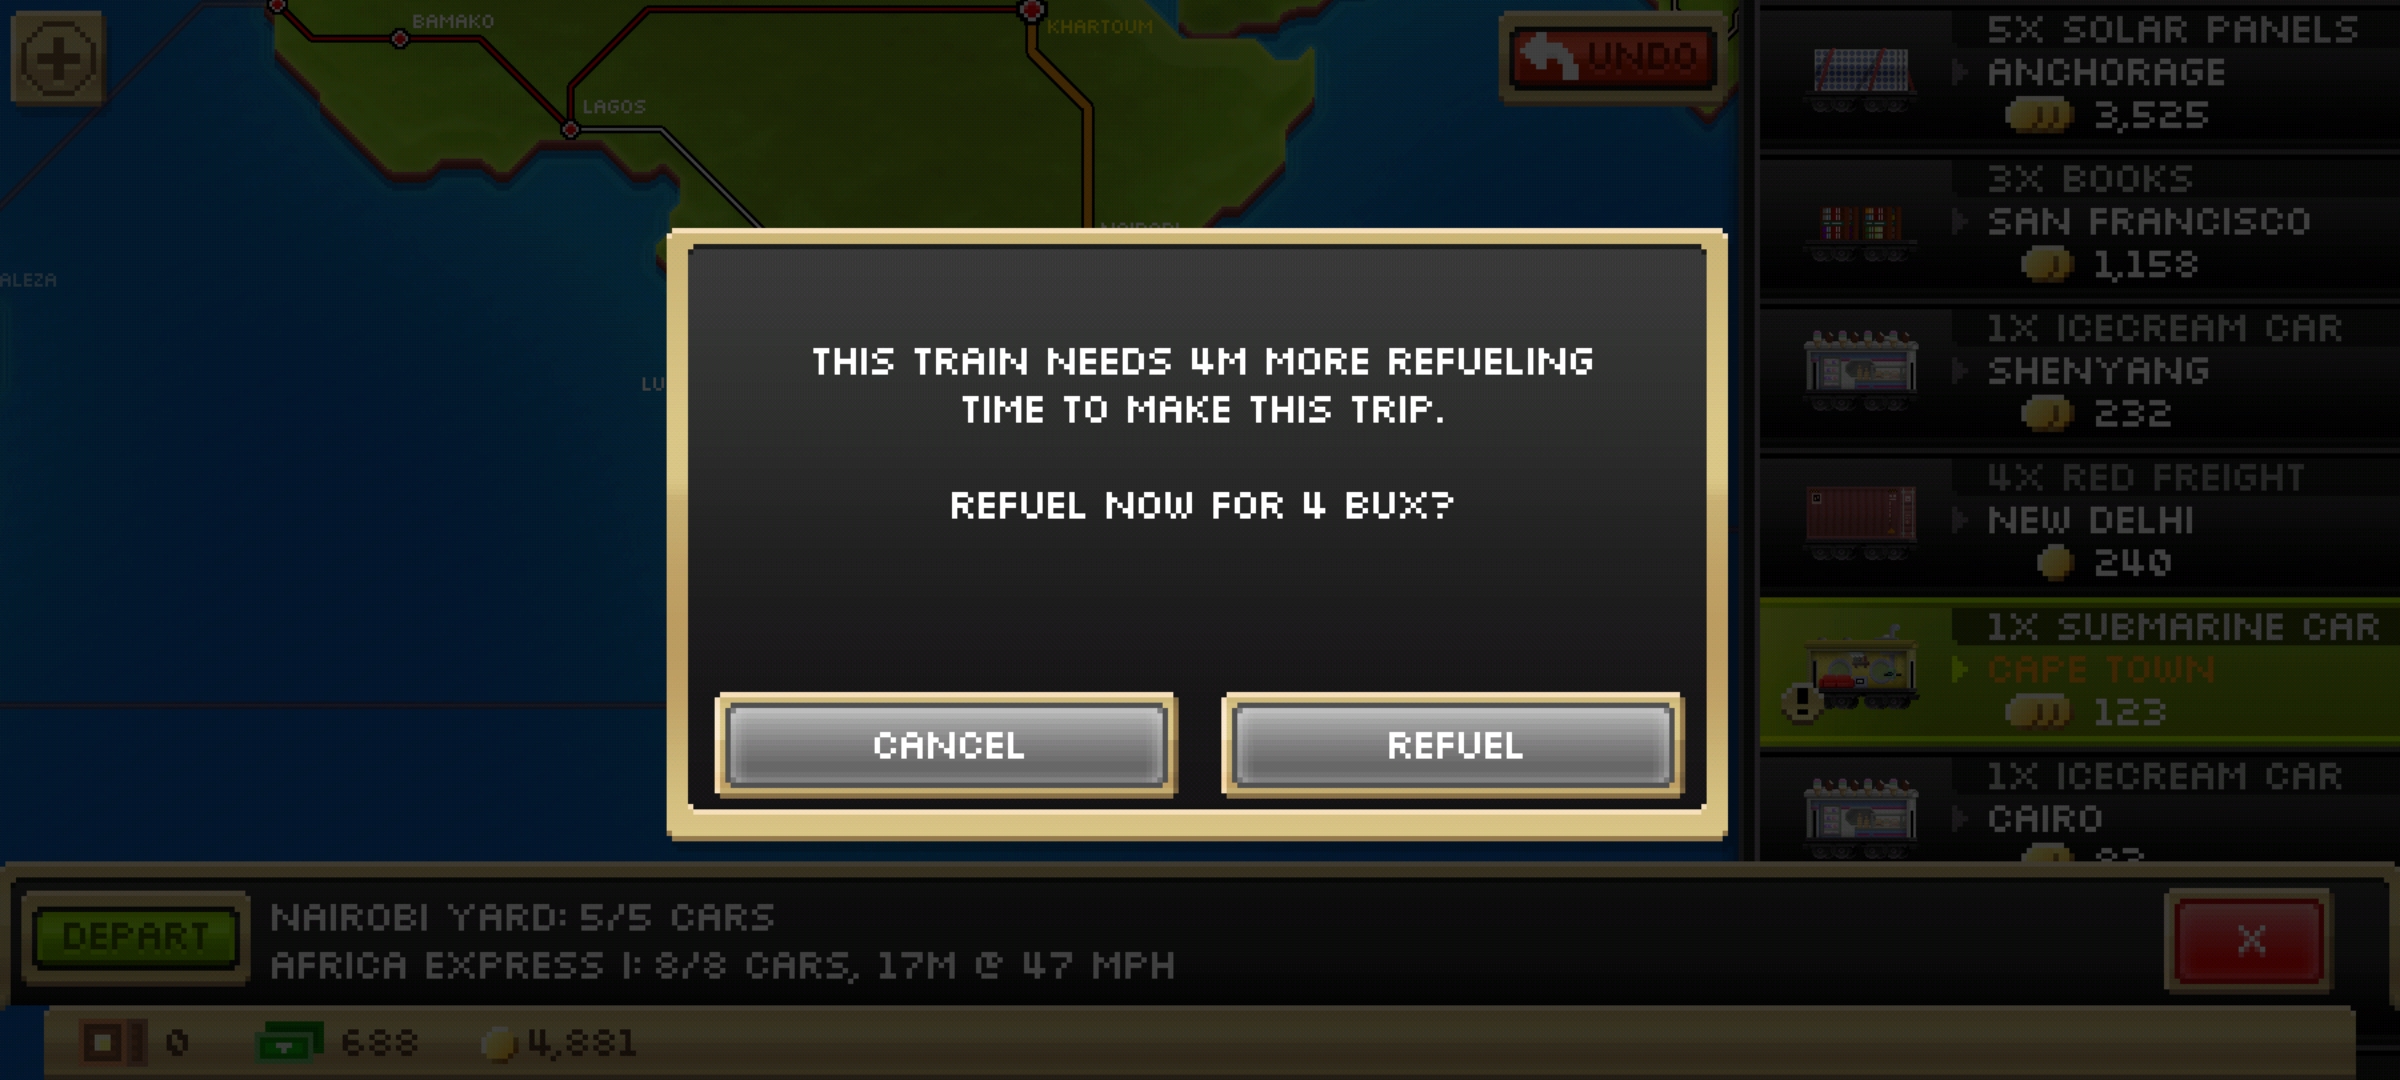 BAMAKO
KHARTOUM
LAGOS
NAIROBI
ALEZA
LU
UNDO
5X SOLAR PANELS
ANCHORAGE
3,525
3X BOOKS
SAN FRANCISCO
1,158
1X ICECREAM CAR
SHENYANG
232
4X RED FREIGHT
NEW DELHI
240
1X SUBMARINE CAR
CAPE TOWN
123
1X ICECREAM CAR
CAIRO
THIS TRAIN NEEDS 4M MORE REFUELING
TIME TO MAKE THIS TRIP.
REFUEL NOW FOR 4 BUX?
CANCEL
REFUEL
DEPART
NAIROBI YARD: 5/5 CARS
AFRICA EXPRESS I: 8/8 CARS, 17M @ 47 MPH
X
0
688
4,881